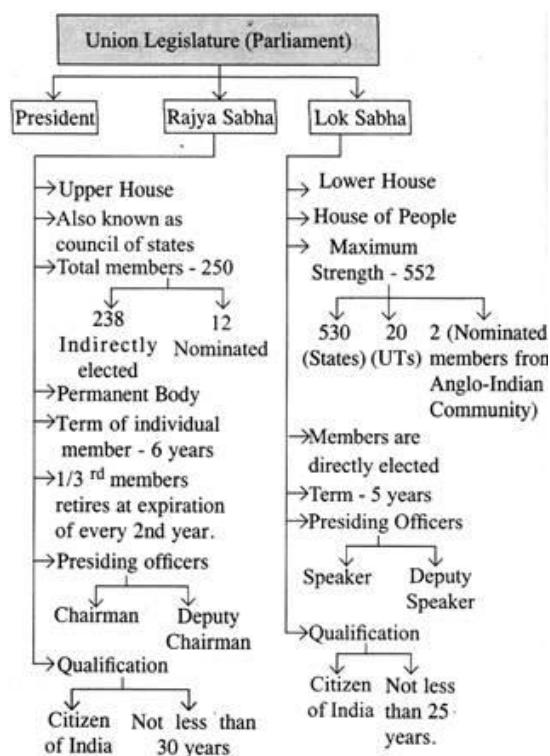 Union Legislature (Parliament)
President
Rajya Sabha
Lok Sabha
Upper House
Also known as
council of states
Total members - 250
238
Indirectly
elected
12
Nominated
Permanent Body
Term of individual
member - 6 years
1/3 rd members
retires at expiration
of every 2nd year.
Presiding officers
Chairman
Deputy
Chairman
Qualification
Citizen
of India
Not less than
30 years
Lower House
House of People
Maximum
Strength - 552
530
(States)
20
(UTs)
2 (Nominated
members from
Anglo-Indian
Community)
Members are
directly elected
Term - 5 years
Presiding Officers
Speaker
Deputy
Speaker
Qualification
Citizen
of India
Not less
than 25
years.